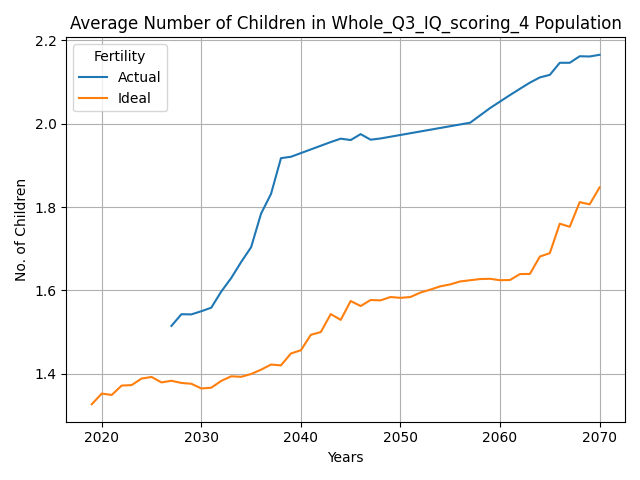 Average Number of Children in Whole_Q3_IQ_scoring_4 Population
Fertility
Actual
Ideal
2.2
2.0
1.8
1.6
1.4
No. of Children
2020 2030 2040 2050 2060 2070
Years